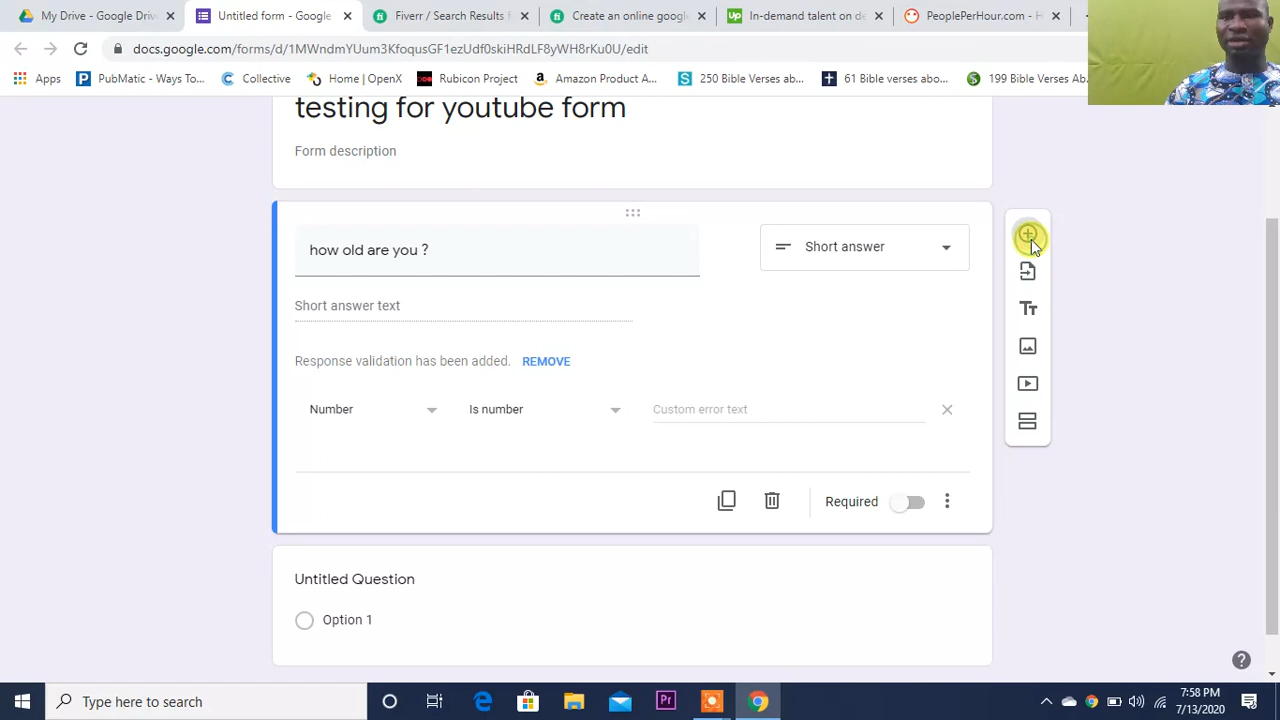 My Drive - Google Drive
Untitled form - Google
Fiverr / Search Results f
Create an online googl
In-demand talent on d
PeoplePerHour.com - H
docs.google.com/forms/d/1MWndmYUum3KfoqusGF1ezUdf0skiHRdLF8yWH8rKu0U/edit
Apps
PubMatic - Ways To...
Collective
Home | OpenX
Rubicon Project
Amazon Product A...
250 Bible Verses ab...
61 Bible verses abo...
199 Bible Verses Ab
testing for youtube form
Form description
how old are you ?
Short answer
Short answer text
Response validation has been added. REMOVE
Number
Is number
Custom error text
Required
Untitled Question
Option 1
Type here to search
7:58 PM
7/13/2020